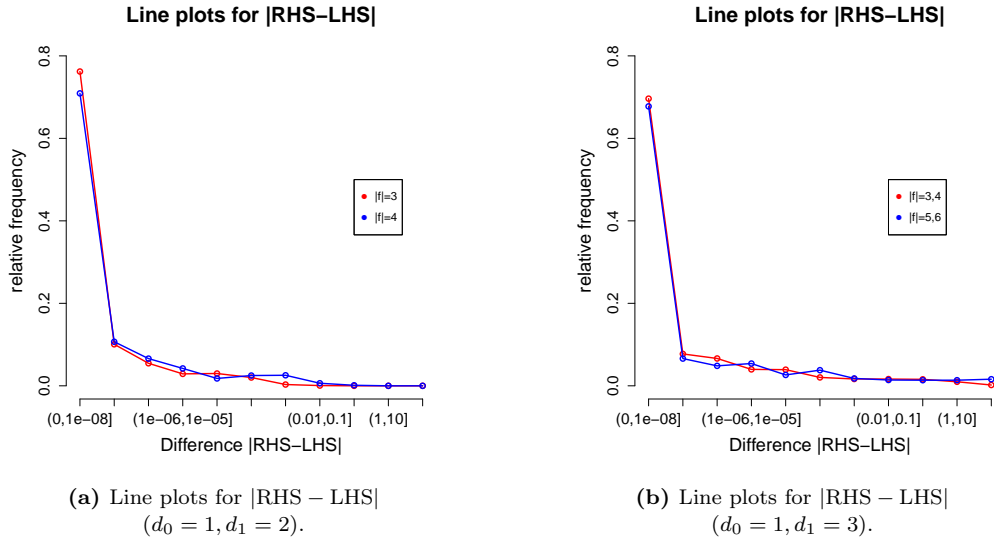 Line plots for |RHS−LHS|
relative frequency
0.8
0.6
0.4
0.2
0.0
|f|=3
|f|=4
(0,1e−08] (1e−06,1e−05] (0.01,0.1] (1,10]
Difference |RHS−LHS|
(a) Line plots for |RHS − LHS|
(d₀ = 1, d₁ = 2).
Line plots for |RHS−LHS|
relative frequency
0.8
0.6
0.4
0.2
0.0
|f|=3,4
|f|=5,6
(0,1e−08] (1e−06,1e−05] (0.01,0.1] (1,10]
Difference |RHS−LHS|
(b) Line plots for |RHS − LHS|
(d₀ = 1, d₁ = 3).